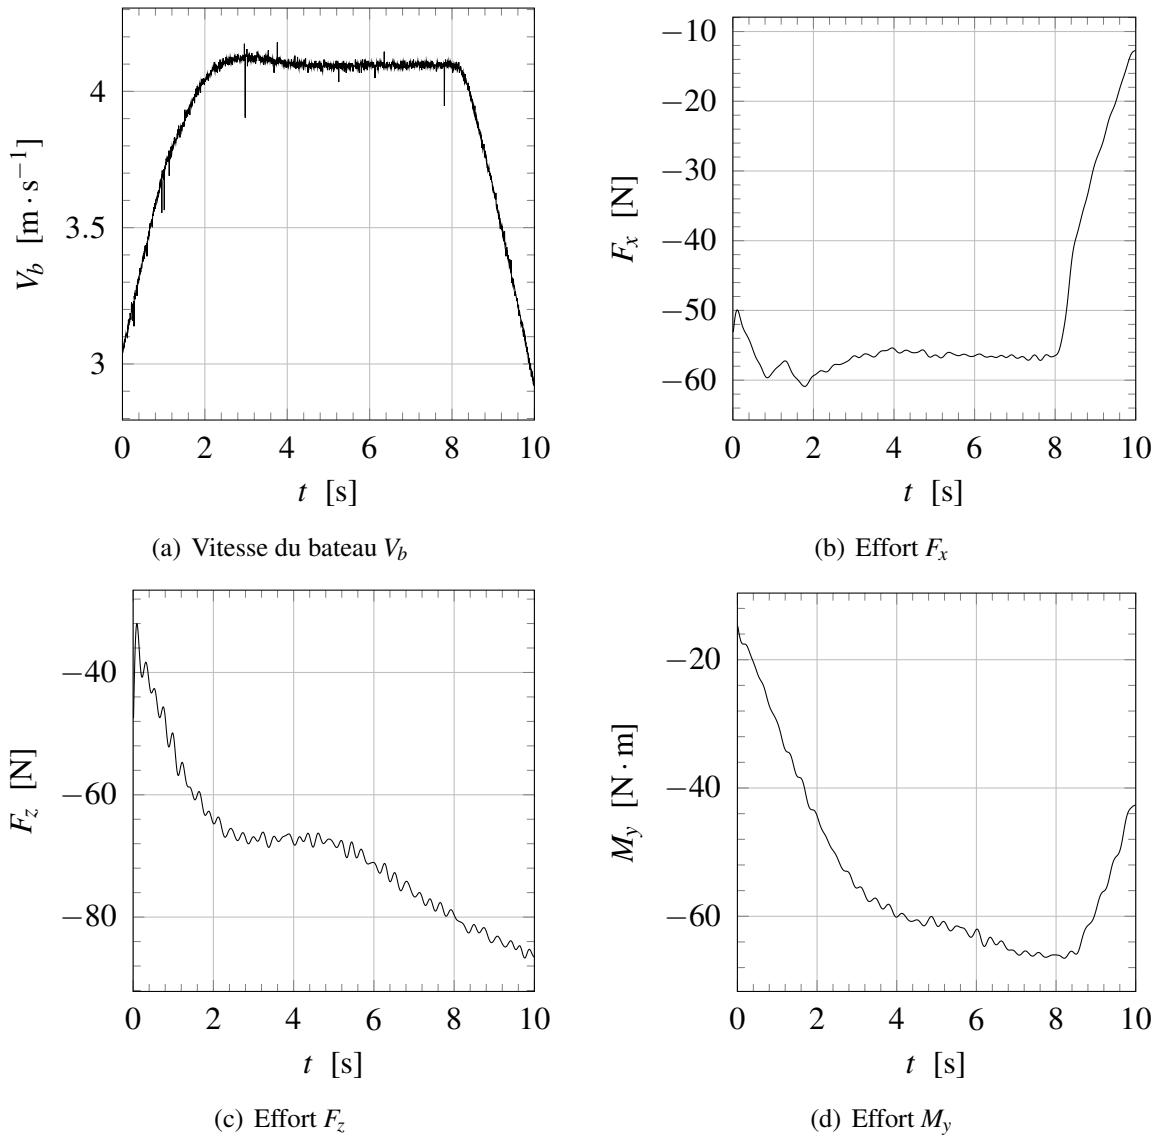 4
3.5
3
V_b [m·s⁻¹]
0 2 4 6 8 10
t [s]
(a) Vitesse du bateau V_b
−10
−20
−30
−40
−50
−60
F_x [N]
0 2 4 6 8 10
t [s]
(b) Effort F_x
−40
−60
−80
F_z [N]
0 2 4 6 8 10
t [s]
(c) Effort F_z
−20
−40
−60
M_y [N·m]
0 2 4 6 8 10
t [s]
(d) Effort M_y